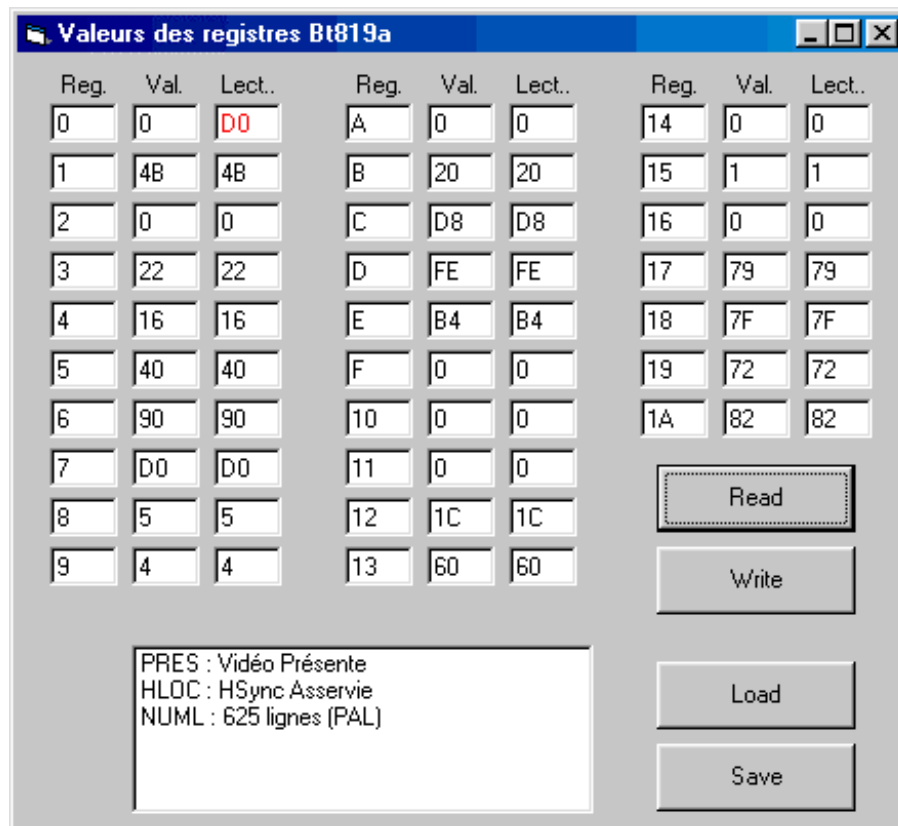 Valeurs des registres Bt819a
Reg. Val. Lect.. Reg. Val. Lect.. Reg. Val. Lect..
0 0 D0 A 0 0 14 0 0
1 4B 4B B 20 20 15 1 1
2 0 0 C D8 D8 16 0 0
3 22 22 D FE FE 17 79 79
4 16 16 E B4 B4 18 7F 7F
5 40 40 F 0 0 19 72 72
6 90 90 10 0 0 1A 82 82
7 D0 D0 11 0 0
Read
8 5 5 12 1C 1C
9 4 4 13 60 60
Write
PRES : Vidéo Présente
HLOC : HSync Asservie
NUML : 625 lignes (PAL)
Load
Save